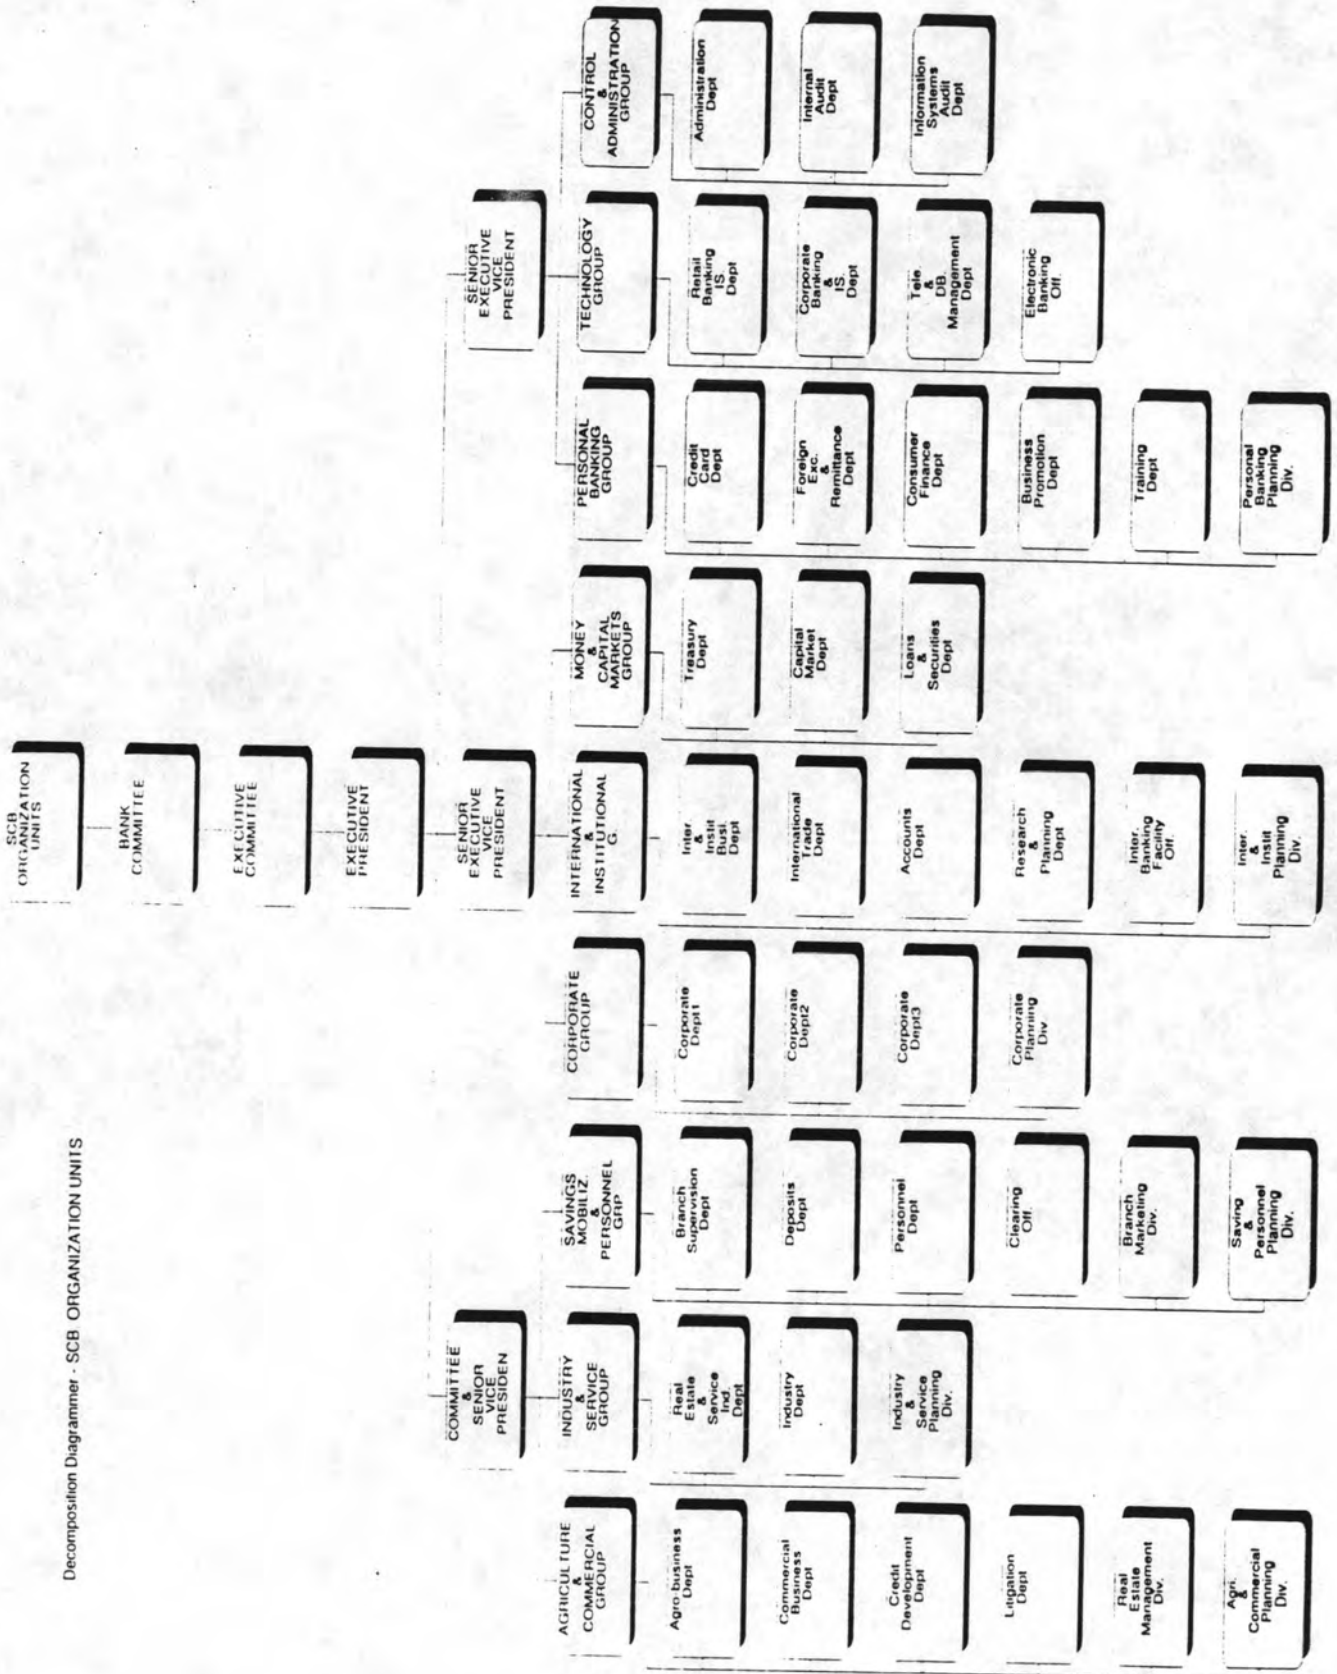 Decomposition Diagrammer - SCB ORGANIZATION UNITS
SCB
ORGANIZATION
UNITS
BANK
COMMITTEE
EXECUTIVE
COMMITTEE
EXECUTIVE
PRESIDENT
COMMITTEE
&
SENIOR
VICE
PRESIDEN
SENIOR
EXECUTIVE
VICE
PRESIDENT
SENIOR
EXECUTIVE
VICE
PRESIDENT
AGRICULTURE
&
COMMERCIAL
GROUP
Agro-business
Dept
Commercial
Business
Dept
Credit
Development
Dept
Litigation
Dept
Real
Estate
Management
Div.
Agri.
&
Commercial
Planning
Div.
INDUSTRY
&
SERVICE
GROUP
Real
Estate
&
Service
Ind.
Dept
Industry
Dept
Industry
&
Service
Planning
Div.
SAVINGS
MOBILIZ.
&
PERSONNEL
GRP
Branch
Supervision
Dept
Deposits
Dept
Personnel
Dept
Clearing
Off.
Branch
Marketing
Div.
Saving
&
Personnel
Planning
Div.
CORPORATE
GROUP
Corporate
Dept1
Corporate
Dept2
Corporate
Dept3
Corporate
Planning
Div
INTERNATIONAL
&
INSTITUTIONAL
G.
Inter.
&
Instit
Busi.
Dept
International
Trade
Dept
Accounts
Dept
Research
&
Planning
Dept
Inter.
Banking
Facility
Off.
Inter.
&
Instit
Planning
Div.
MONEY
&
CAPITAL
MARKETS
GROUP
Treasury
Dept
Capital
Market
Dept
Loans
&
Securities
Dept
PERSONAL
BANKING
GROUP
Credit
Card
Dept
Foreign
Exc.
&
Remittance
Dept
Consumer
Finance
Dept
Business
Promotion
Dept
Training
Dept
Personal
Banking
Planning
Div.
TECHNOLOGY
GROUP
Retail
Banking
IS.
Dept
Corporate
Banking
&
IS.
Dept
Tele.
&
DB.
Management
Dept
Electronic
Banking
Off.
CONTROL
&
ADMINISTRATION
GROUP
Administration
Dept
Internal
Audit
Dept
Information
Systems
Audit
Dept